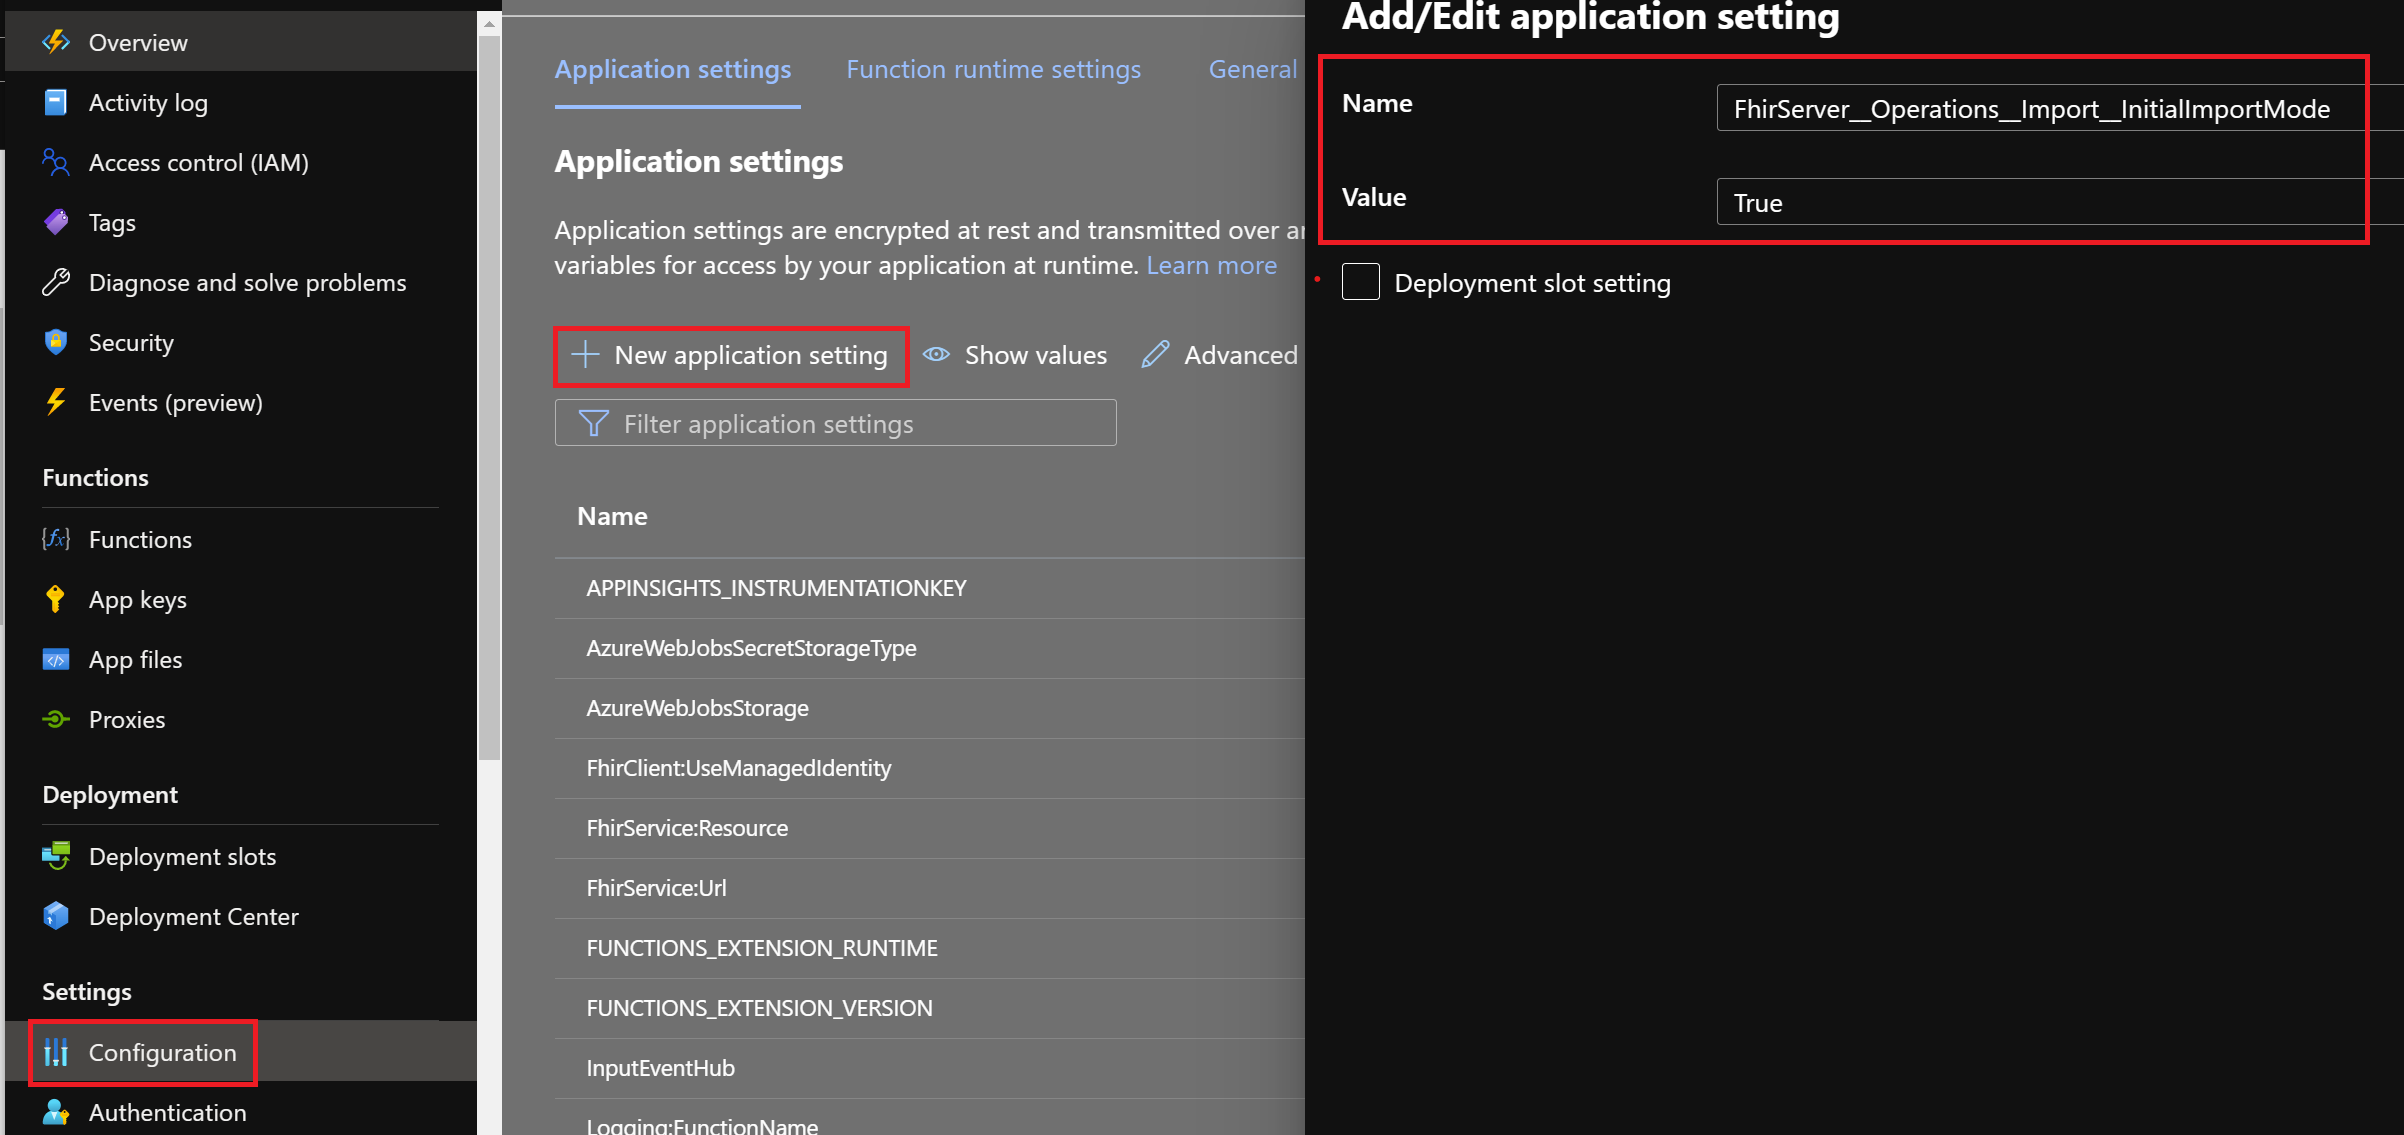 Overview
Activity log
Access control (IAM)
Tags
Diagnose and solve problems
Security
Events (preview)
Functions
Functions
App keys
App files
Proxies
Deployment
Deployment slots
Deployment Center
Settings
Configuration
Authentication
Application settings
Function runtime settings
General
Application settings
Application settings are encrypted at rest and transmitted over
variables for access by your application at runtime. Learn more
New application setting
Show values
Advanced
Filter application settings
Name
APPINSIGHTS_INSTRUMENTATIONKEY
AzureWebJobsSecretStorageType
AzureWebJobsStorage
FhirClient:UseManagedIdentity
FhirService:Resource
FhirService:Url
FUNCTIONS_EXTENSION_RUNTIME
FUNCTIONS_EXTENSION_VERSION
InputEventHub
Logging:FunctionName
Add/Edit application setting
Name
FhirServer__Operations__Import__InitialImportMode
Value
True
Deployment slot setting